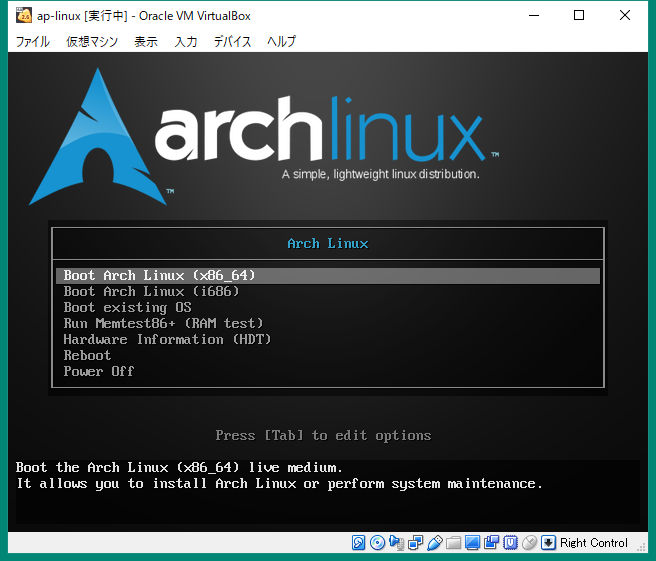 ap-linux [実行中] - Oracle VM VirtualBox
ファイル 仮想マシン 表示 入力 デバイス ヘルプ
archlinux™
A simple, lightweight linux distribution.
™
Arch Linux
Boot Arch Linux (x86_64)
Boot Arch Linux (i686)
Boot existing OS
Run Memtest86+ (RAM test)
Hardware Information (HDT)
Reboot
Power Off
Press [Tab] to edit options
Boot the Arch Linux (x86_64) live medium.
It allows you to install Arch Linux or perform system maintenance.
Right Control